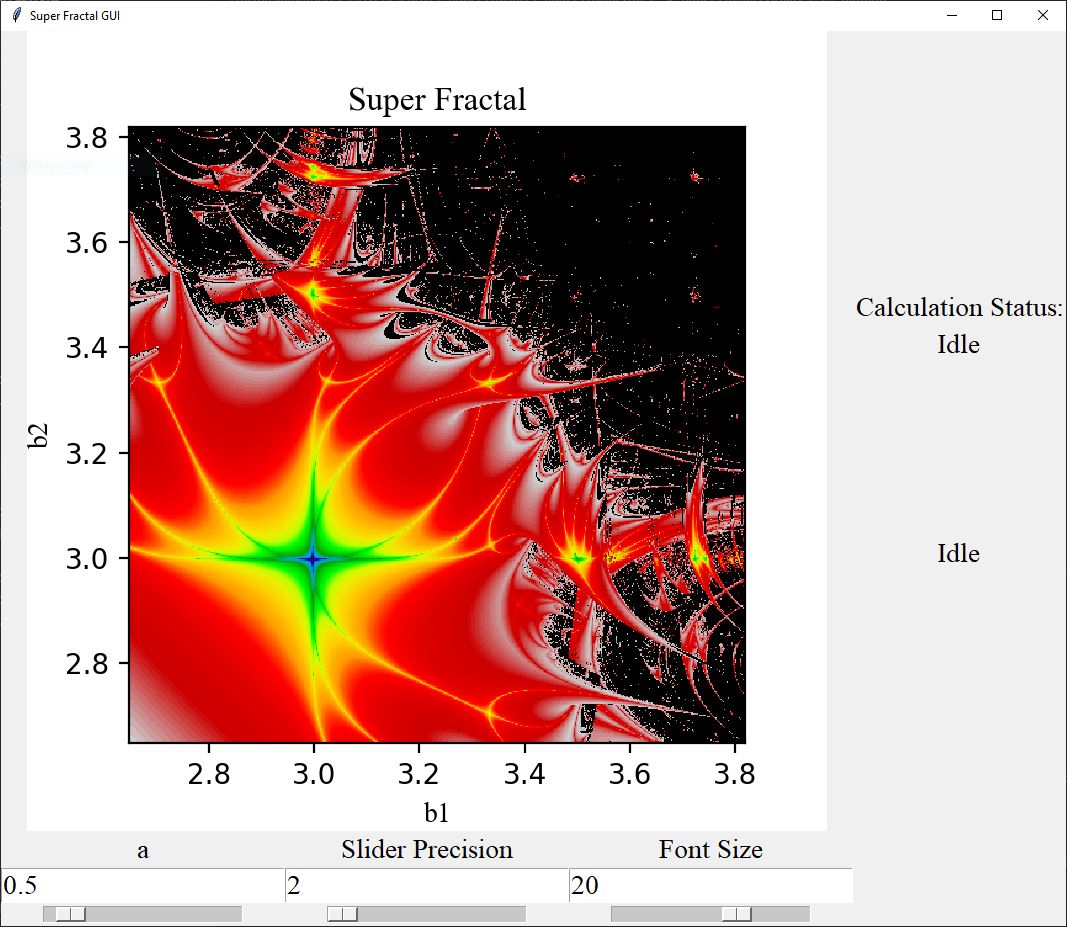 Super Fractal GUI
Super Fractal
3.8
3.6
3.4
3.2
3.0
2.8
b2
2.8 3.0 3.2 3.4 3.6 3.8
b1
Calculation Status:
Idle
Idle
a Slider Precision Font Size
0.5 2 20
Window Snip